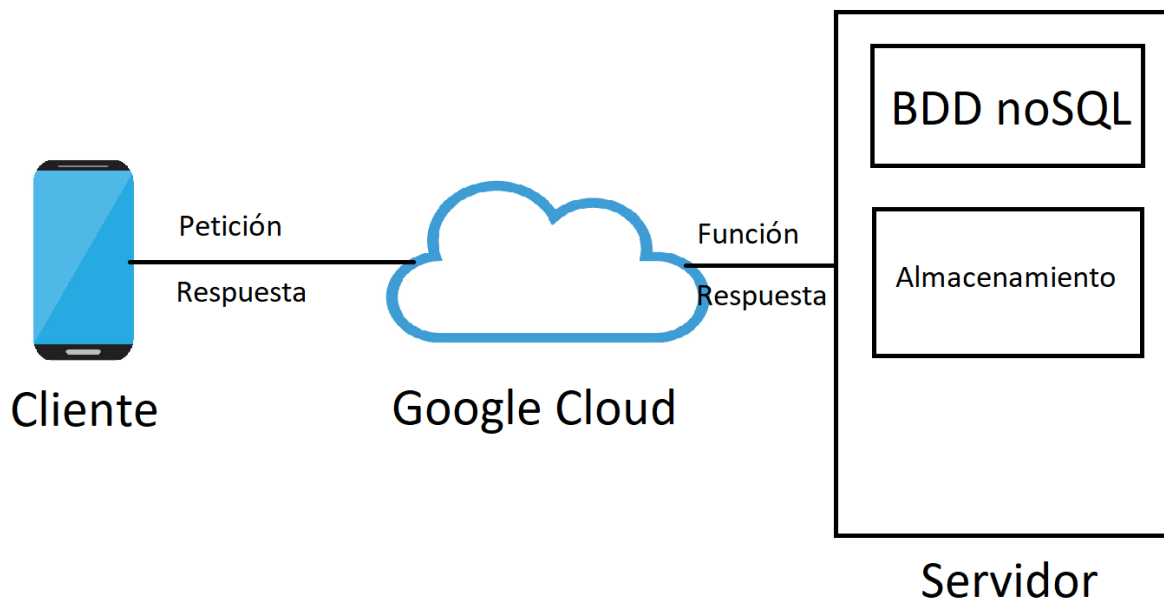 BDD noSQL
Petición
Función
Almacenamiento
Respuesta
Respuesta
Cliente
Google Cloud
Servidor